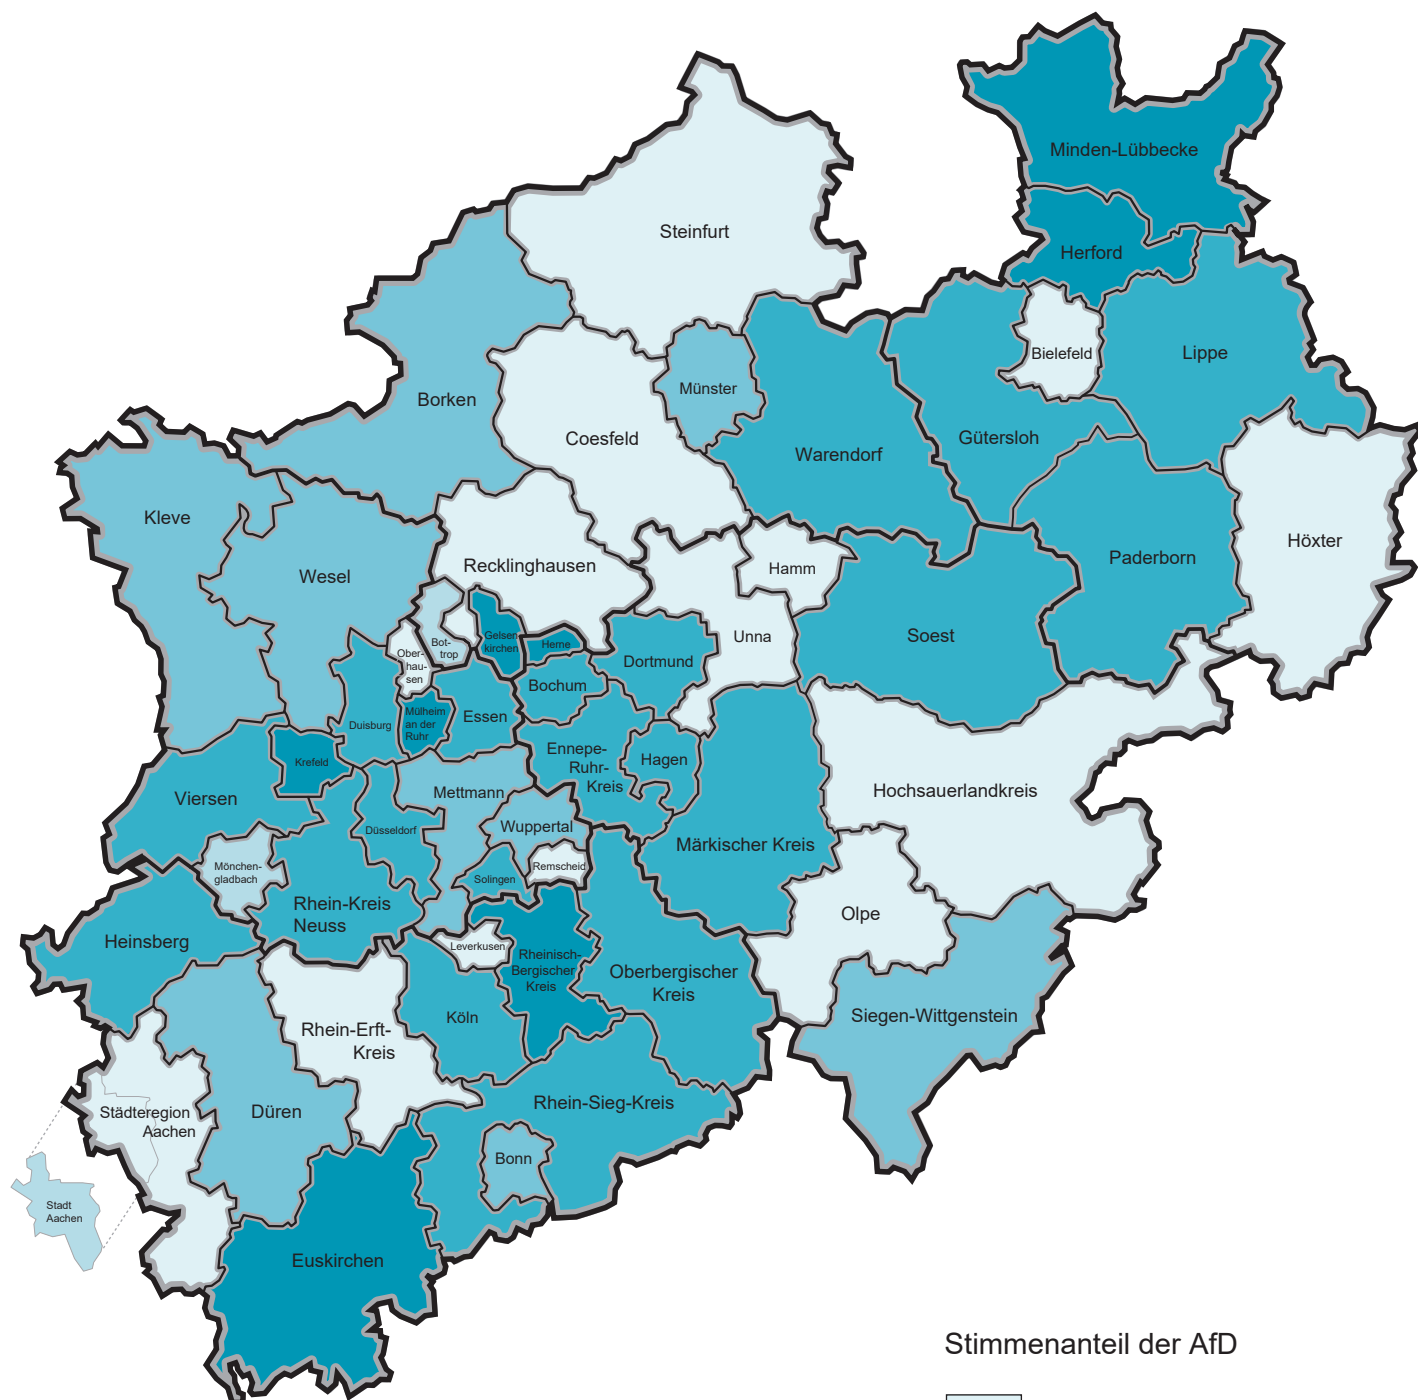 Minden-Lübbecke
Steinfurt
Herford
Bielefeld
Lippe
Borken
Münster
Coesfeld
Gütersloh
Warendorf
Kleve
Höxter
Paderborn
Recklinghausen
Hamm
Wesel
Unna
Soest
Gelsen
kirchen
Herne
Bot-
trop
Ober-
hau-
sen
Dortmund
Bochum
Mülheim
an der
Ruhr
Essen
Duisburg
Ennepe-
Ruhr-
Kreis
Hagen
Krefeld
Viersen
Mettmann
Hochsauerlandkreis
Düsseldorf
Wuppertal
Märkischer Kreis
Mönchen-
gladbach
Remscheid
Solingen
Rhein-Kreis
Neuss
Olpe
Heinsberg
Leverkusen
Rheinisch-
Bergischer
Kreis
Oberbergischer
Kreis
Köln
Siegen-Wittgenstein
Rhein-Erft-
Kreis
Rhein-Sieg-Kreis
Städteregion
Aachen
Düren
Bonn
Stadt
Aachen
Euskirchen
Stimmenanteil der AfD